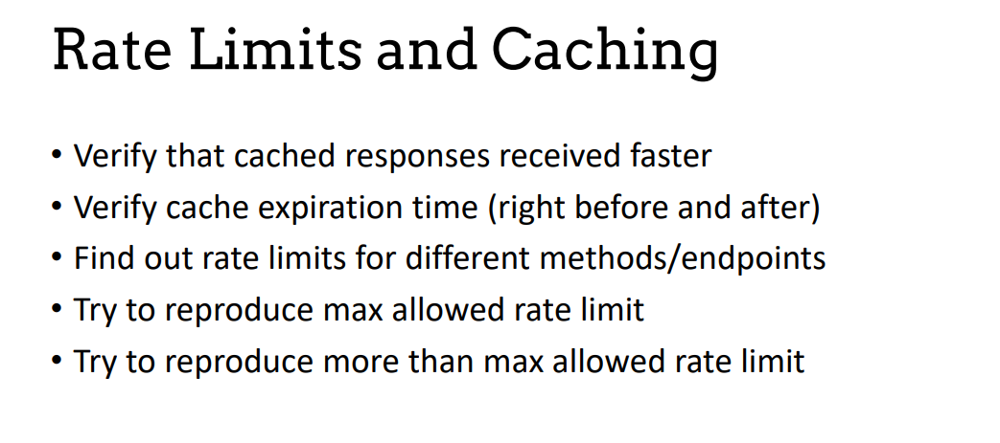 Rate Limits and Caching
• Verify that cached responses received faster
• Verify cache expiration time (right before and after)
• Find out rate limits for different methods/endpoints
• Try to reproduce max allowed rate limit
• Try to reproduce more than max allowed rate limit